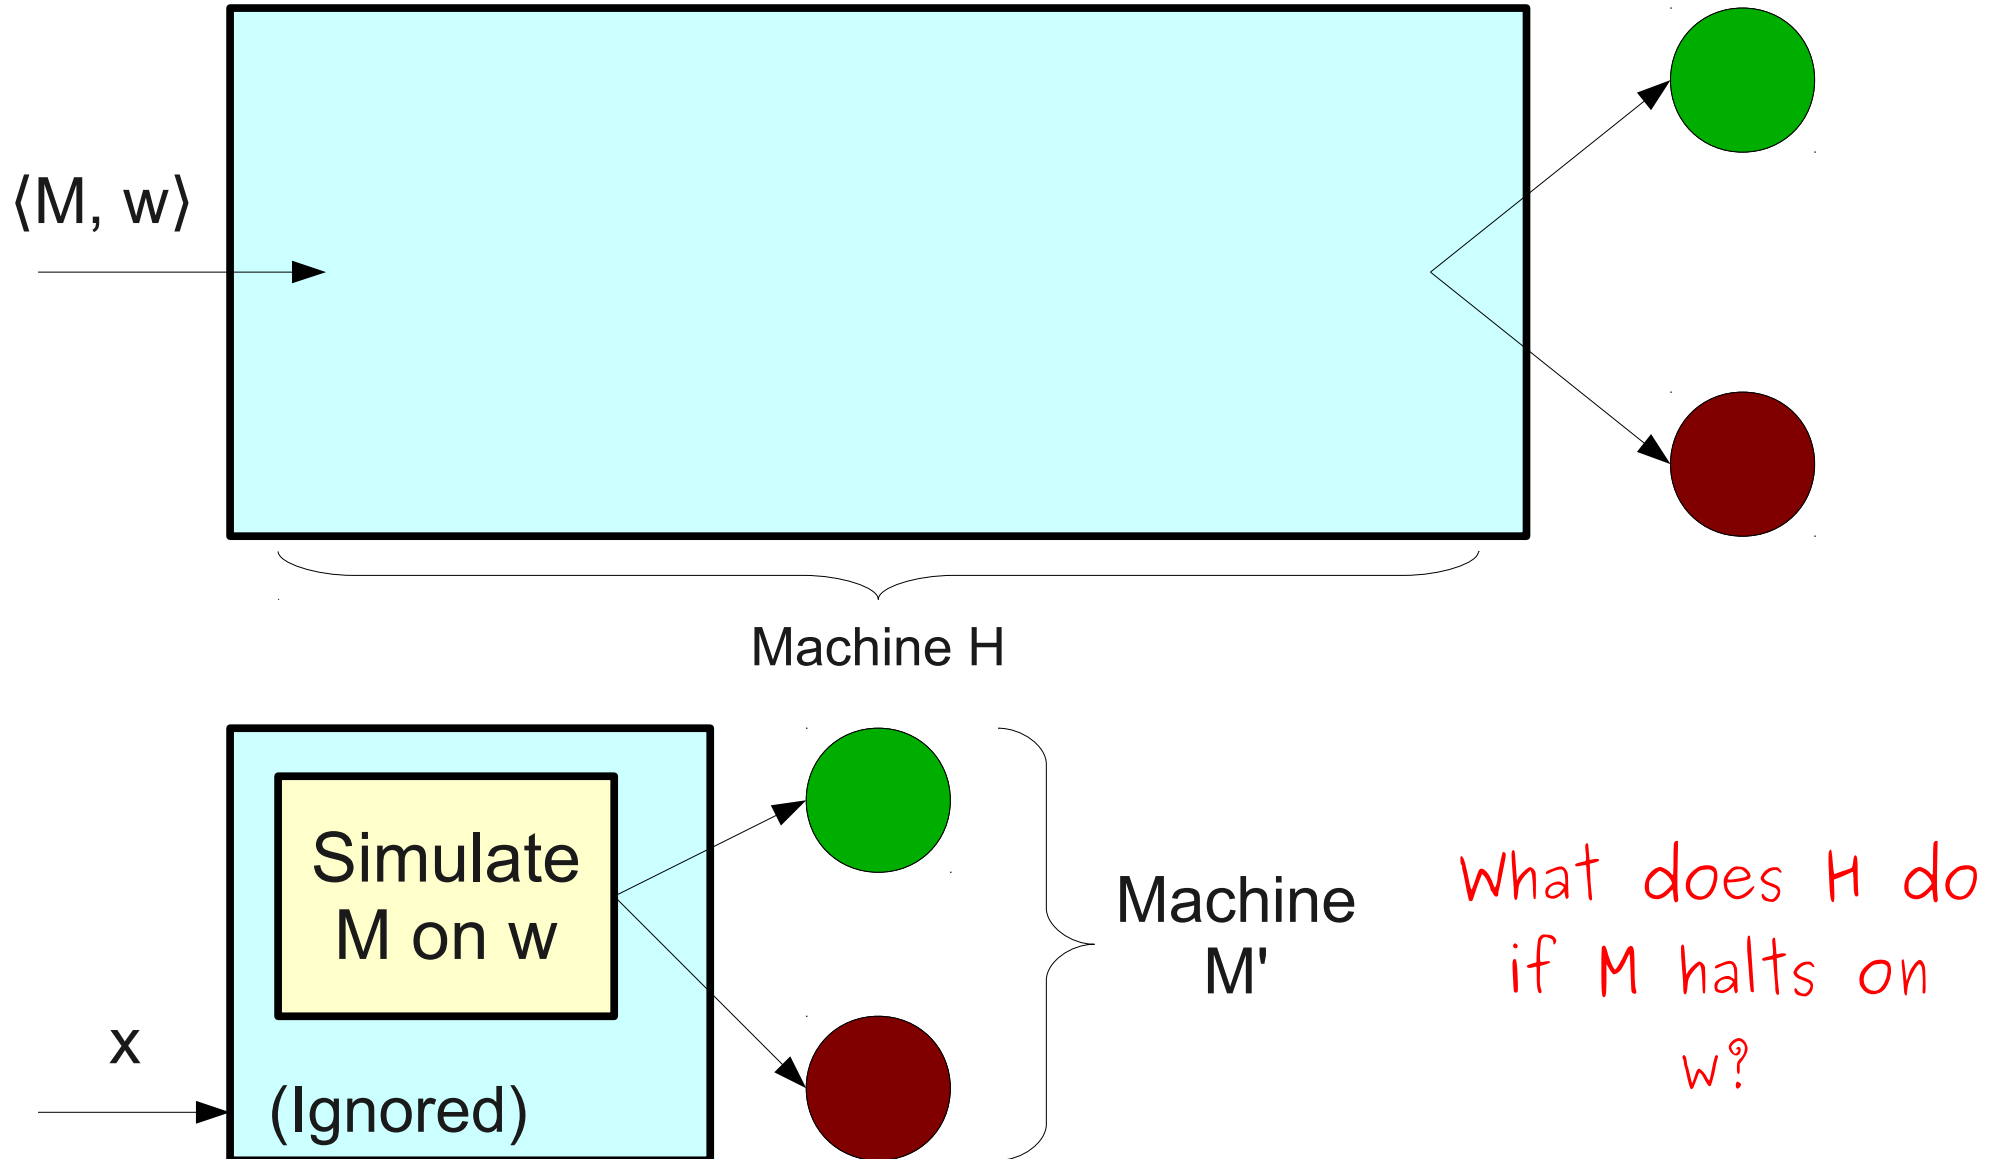 ⟨M, w⟩
Machine H
Simulate
M on w
x
(Ignored)
Machine
M'
What does H do
if M halts on
w?